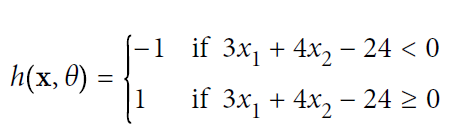 h(x, θ) = { −1 if 3x₁ + 4x₂ − 24 < 0
1 if 3x₁ + 4x₂ − 24 ≥ 0